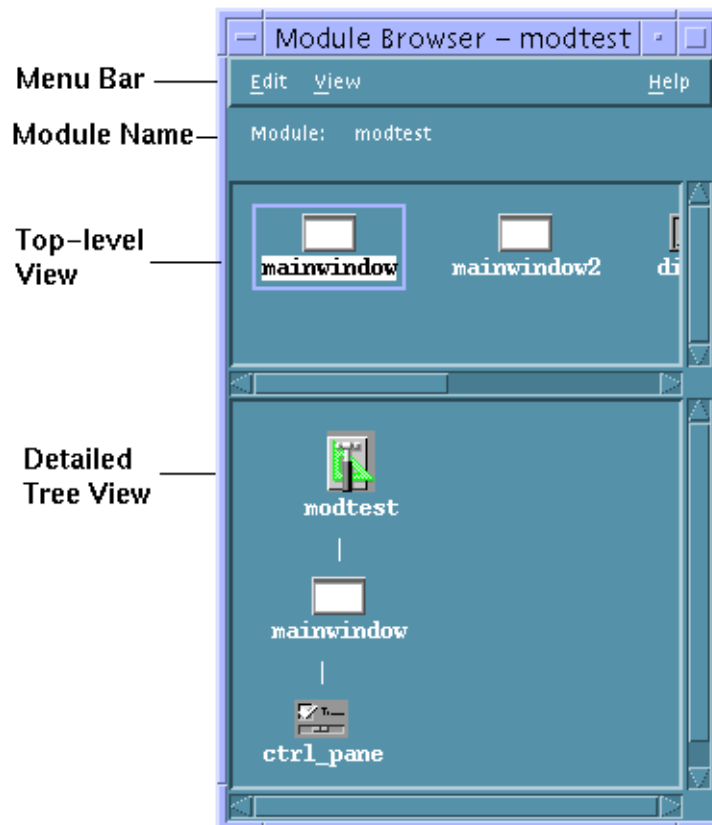 Module Browser – modtest
Menu Bar
Edit View Help
Module Name
Module: modtest
Top–level
View
mainwindow mainwindow2 di
Detailed
Tree View
modtest
mainwindow
ctrl_pane